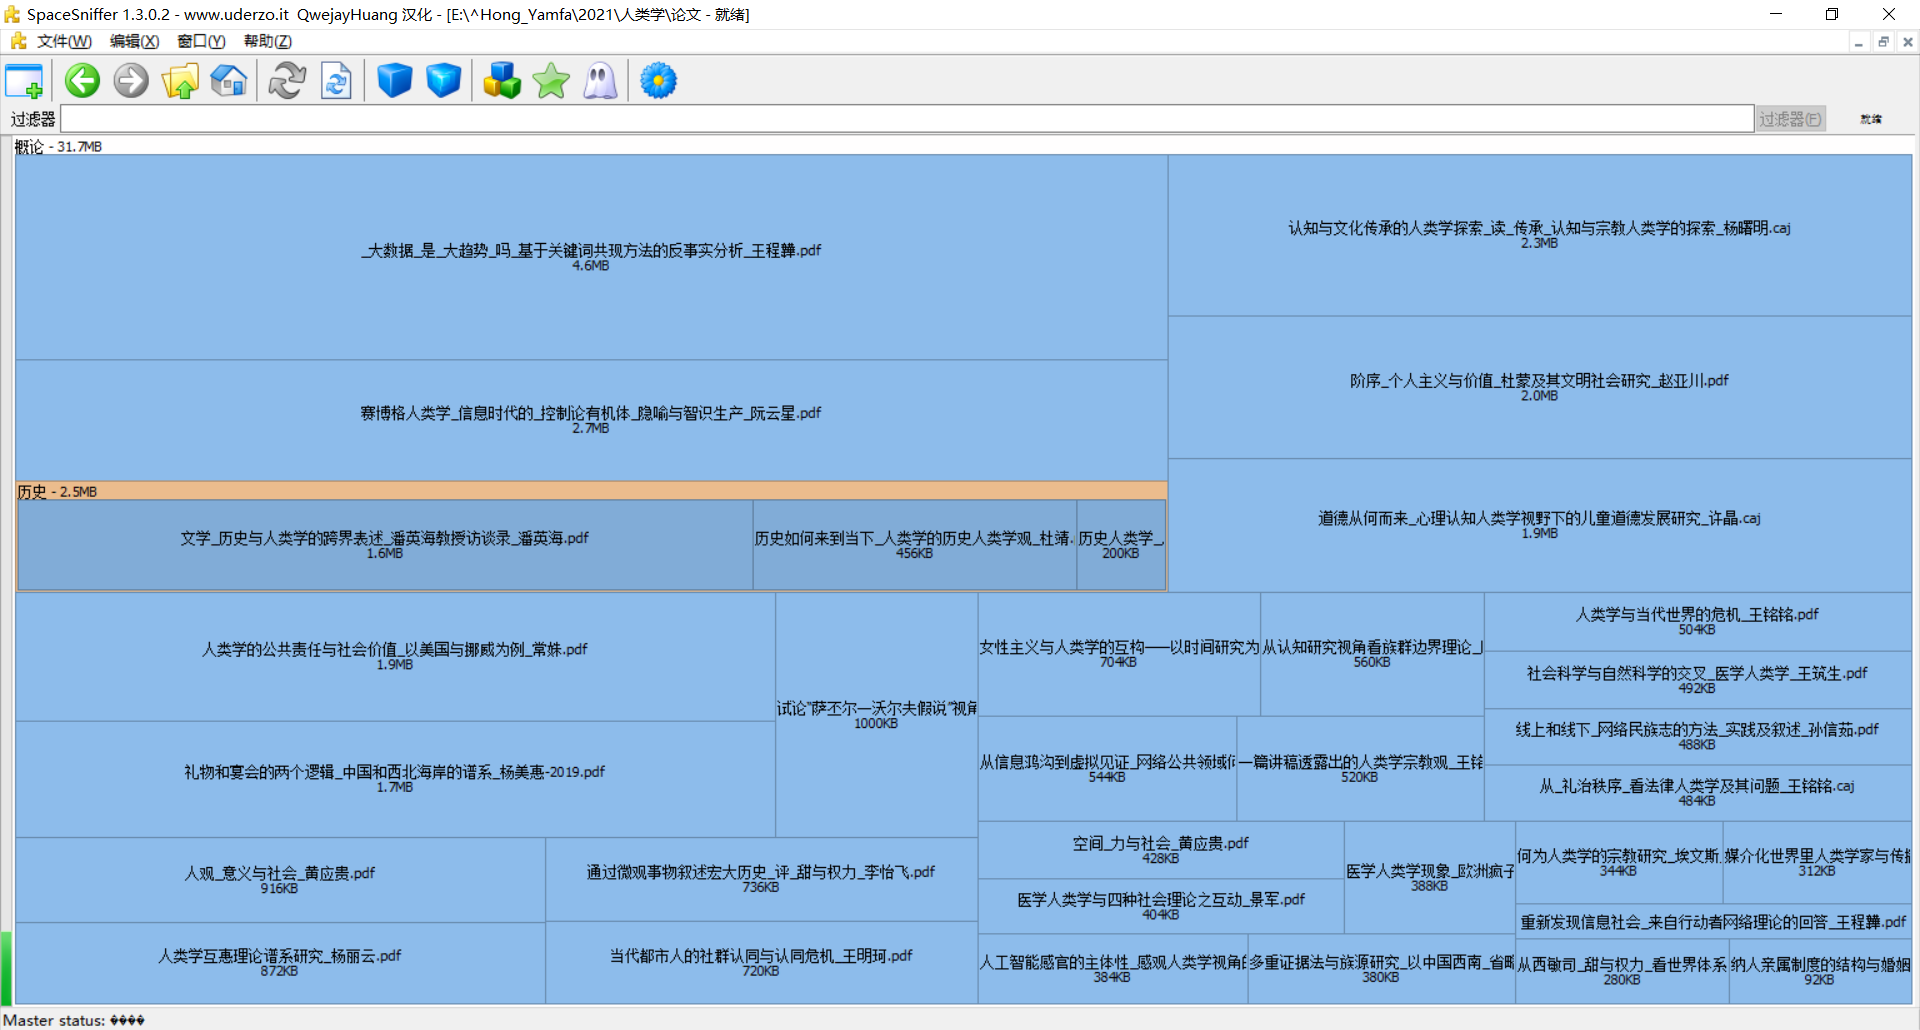 SpaceSniffer 1.3.0.2 - www.uderzo.it  QwejayHuang 汉化 - [E:\^Hong_Yamfa\2021\人类学\论文 - 就绪]
文件(W) 编辑(X) 窗口(Y) 帮助(Z)
过滤器 过滤器(F) 就绪
概论 - 31.7MB
_大数据_是_大趋势_吗_基于关键词共现方法的反事实分析_王程韡.pdf
4.6MB
认知与文化传承的人类学探索_读_传承_认知与宗教人类学的探索_杨曙明.caj
2.3MB
阶序_个人主义与价值_杜蒙及其文明社会研究_赵亚川.pdf
2.0MB
赛博格人类学_信息时代的_控制论有机体_隐喻与智识生产_阮云星.pdf
2.7MB
道德从何而来_心理认知人类学视野下的儿童道德发展研究_许晶.caj
1.9MB
历史 - 2.5MB
文学_历史与人类学的跨界表述_潘英海教授访谈录_潘英海.pdf
1.6MB
历史如何来到当下_人类学的历史人类学观_杜靖.
456KB
历史人类学_
200KB
人类学的公共责任与社会价值_以美国与挪威为例_常姝.pdf
1.9MB
礼物和宴会的两个逻辑_中国和西北海岸的谱系_杨美惠-2019.pdf
1.7MB
试论"萨丕尔—沃尔夫假说"视角
1000KB
女性主义与人类学的互构——以时间研究为
704KB
从认知研究视角看族群边界理论_
560KB
人类学与当代世界的危机_王铭铭.pdf
504KB
社会科学与自然科学的交叉_医学人类学_王筑生.pdf
492KB
线上和线下_网络民族志的方法_实践及叙述_孙信茹.pdf
488KB
从_礼治秩序_看法律人类学及其问题_王铭铭.caj
484KB
从信息鸿沟到虚拟见证_网络公共领域
544KB
一篇讲稿透露出的人类学宗教观_王铭
520KB
人观_意义与社会_黄应贵.pdf
916KB
通过微观事物叙述宏大历史_评_甜与权力_李怡飞.pdf
736KB
人类学互惠理论谱系研究_杨丽云.pdf
872KB
当代都市人的社群认同与认同危机_王明珂.pdf
720KB
空间_力与社会_黄应贵.pdf
428KB
医学人类学与四种社会理论之互动_景军.pdf
404KB
医学人类学现象_欧洲疯子
388KB
何为人类学的宗教研究_埃文斯
344KB
媒介化世界里人类学家与传播
312KB
重新发现信息社会_来自行动者网络理论的回答_王程韡.pdf
人工智能感官的主体性_感观人类学视角
384KB
多重证据法与族源研究_以中国西南_省略
380KB
从西敏司_甜与权力_看世界体系
280KB
纳人亲属制度的结构与婚姻
92KB
Master status: ����